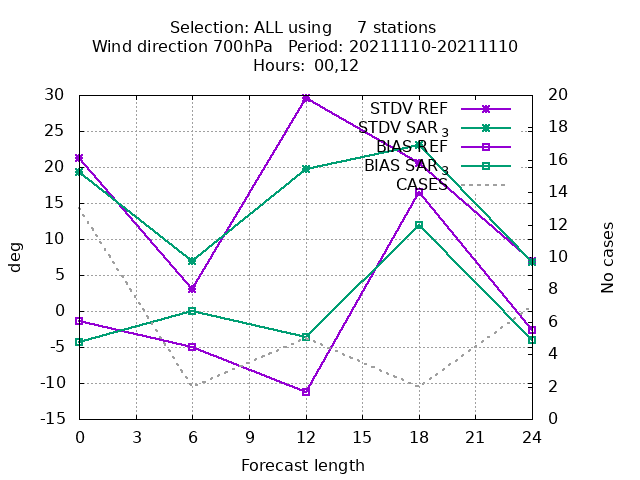 Selection: ALL using     7 stations
Wind direction 700hPa   Period: 20211110-20211110
Hours:  00,12
30 20
STDV REF
25 18
STDV SAR 3
BIAS REF
20 16
BIAS SAR 3
CASES
15 14
10 12
5 10
0 8
-5 6
-10 4
-15 2
0
deg
No cases
0 3 6 9 12 15 18 21 24
Forecast length